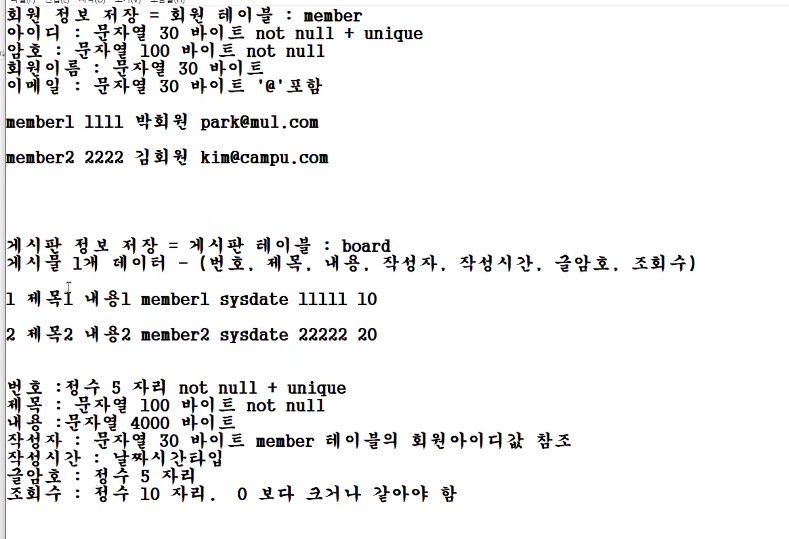 회원 정보 저장 = 회원 테이블 : member
아이디 : 문자열 30 바이트 not null + unique
암호 : 문자열 100 바이트 not null
회원이름 : 문자열 30 바이트
이메일 : 문자열 30 바이트 '@'포함
member1 1111 박회원 park@mul.com
member2 2222 김회원 kim@campu.com
게시판 정보 저장 = 게시판 테이블 : board
게시물 1개 데이터 - (번호, 제목, 내용, 작성자, 작성시간, 글암호, 조회수)
1 제목1 내용1 member1 sysdate 11111 10
2 제목2 내용2 member2 sysdate 22222 20
번호 :정수 5 자리 not null + unique
제목 : 문자열 100 바이트 not null
내용 :문자열 4000 바이트
작성자 : 문자열 30 바이트 member 테이블의 회원아이디값 참조
작성시간 : 날짜시간타입
글암호 : 정수 5 자리
조회수 : 정수 10 자리. 0 보다 크거나 같아야 함